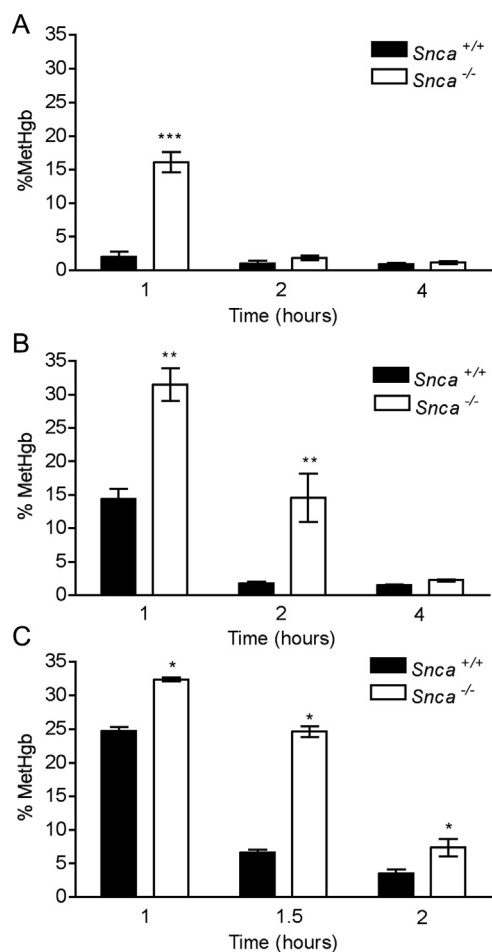 A
35
30
25
20
15
10
5
0
%MetHgb
Snca +/+
Snca -/-
***
1 2 4
Time (hours)
B
35
30
25
20
15
10
5
0
% MetHgb
Snca +/+
Snca -/-
**
**
1 2 4
Time (hours)
C
35
30
25
20
15
10
5
0
% MetHgb
Snca +/+
Snca -/-
*
*
*
1 1.5 2
Time (hours)